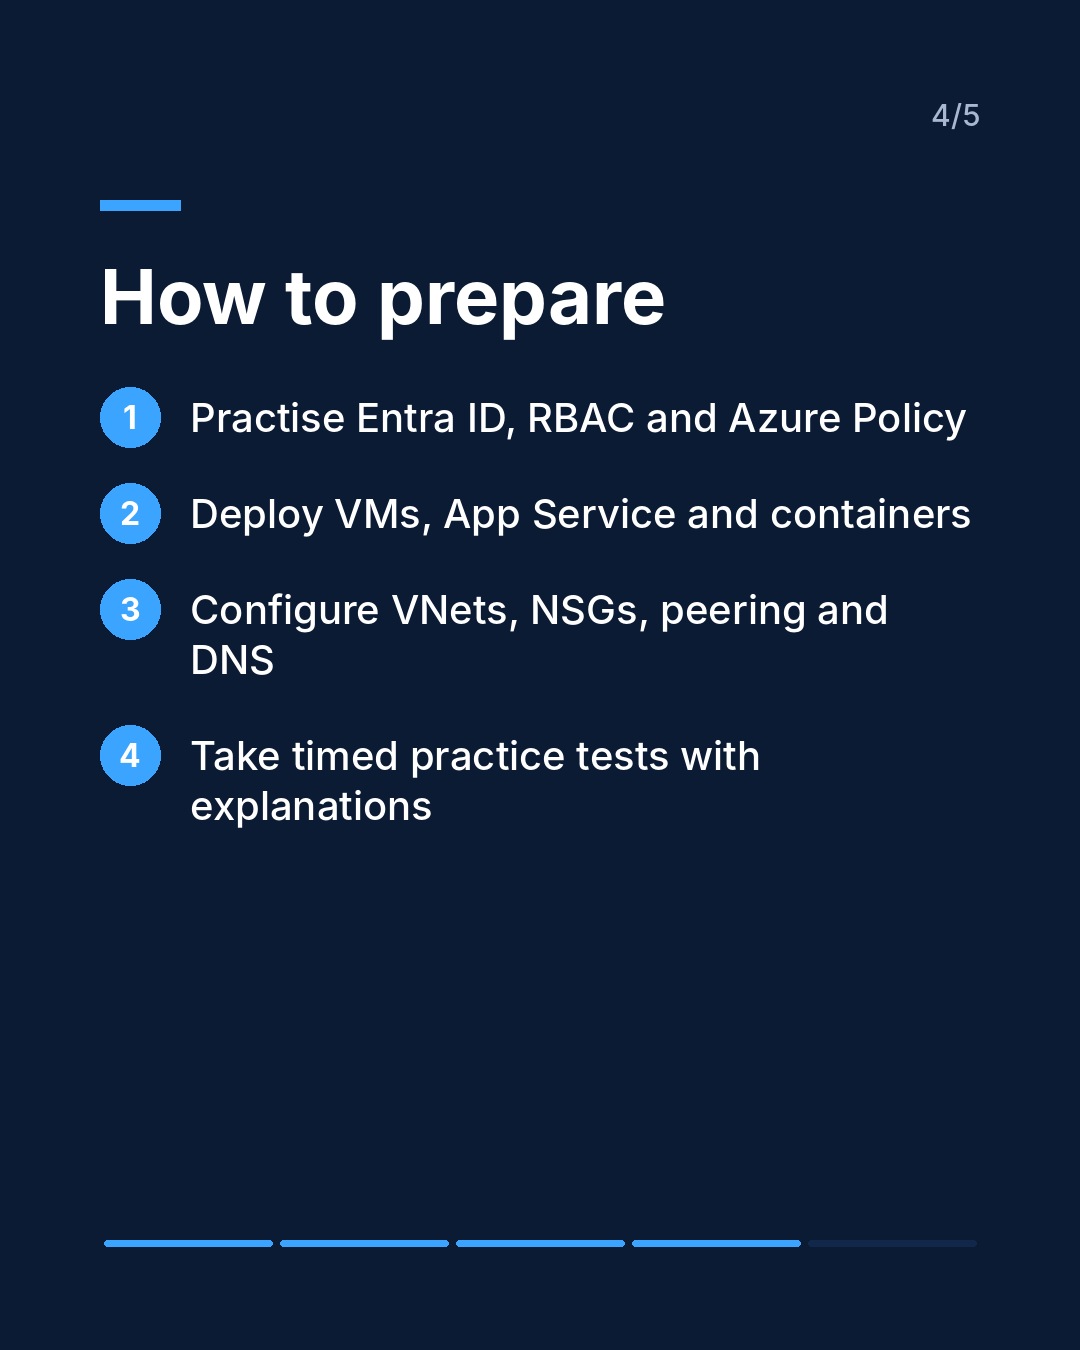 4/5
How to prepare
1 Practise Entra ID, RBAC and Azure Policy
2 Deploy VMs, App Service and containers
3 Configure VNets, NSGs, peering and
DNS
4 Take timed practice tests with
explanations